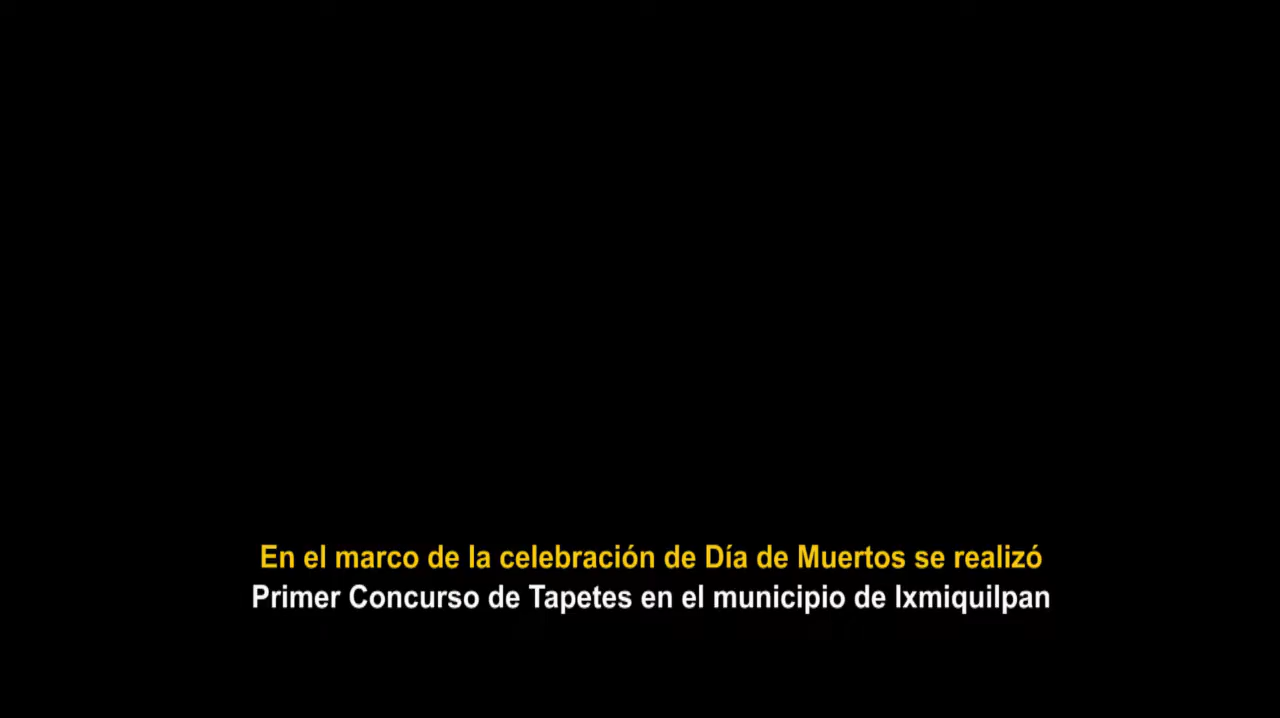 En el marco de la celebración de Día de Muertos se realizó
Primer Concurso de Tapetes en el municipio de Ixmiquilpan